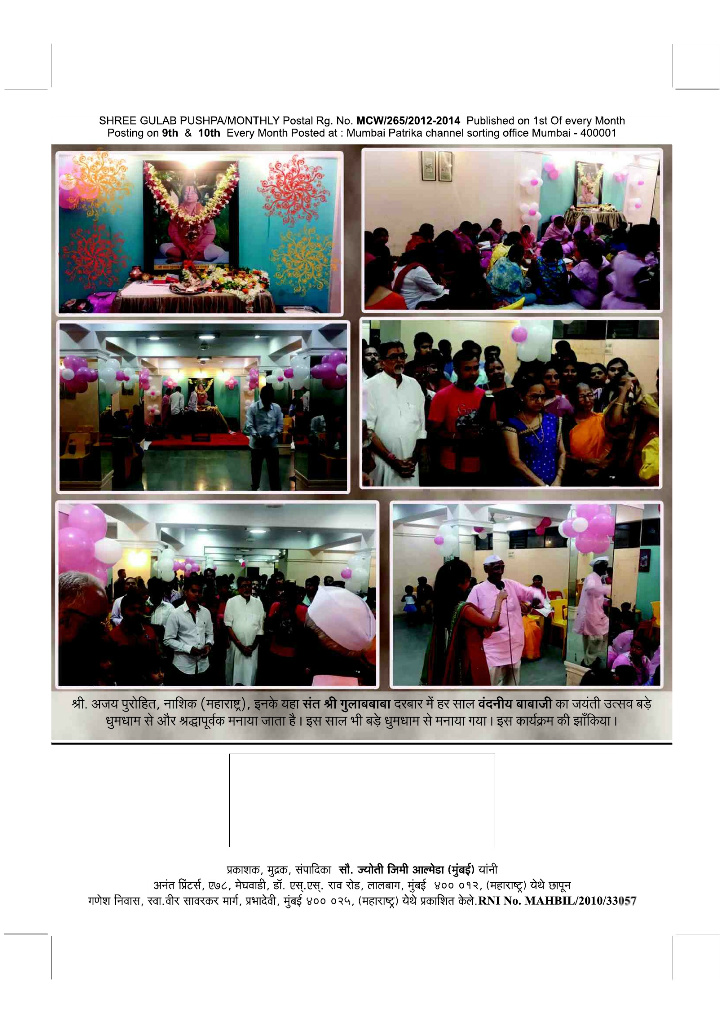 SHREE GULAB PUSHPA/MONTHLY Postal Rg. No. MCW/265/2012-2014 Published on 1st Of every Month
Posting on 9th & 10th Every Month Posted at : Mumbai Patrika channel sorting office Mumbai - 400001
श्री. अजय पुरोहित, नाशिक (महाराष्ट्र), इनके यहा संत श्री गुलाबबाबा दरबार में हर साल वंदनीय बाबाजी का जयंती उत्सव बड़े
धुमधाम से और श्रद्धापूर्वक मनाया जाता है। इस साल भी बड़े धुमधाम से मनाया गया। इस कार्यक्रम की झाँकिया।
प्रकाशक, मुद्रक, संपादिका सौ. ज्योती जिमी आल्मेडा (मुंबई) यांनी
अनंत प्रिंटर्स, ए७८, मेघवाडी, डॉ. एस्.एस्. राव रोड, लालबाग, मुंबई ४०० ०१२, (महाराष्ट्र) येथे छापून
गणेश निवास, स्वा.वीर सावरकर मार्ग, प्रभादेवी, मुंबई ४०० ०२५, (महाराष्ट्र) येथे प्रकाशित केले.RNI No. MAHBIL/2010/33057